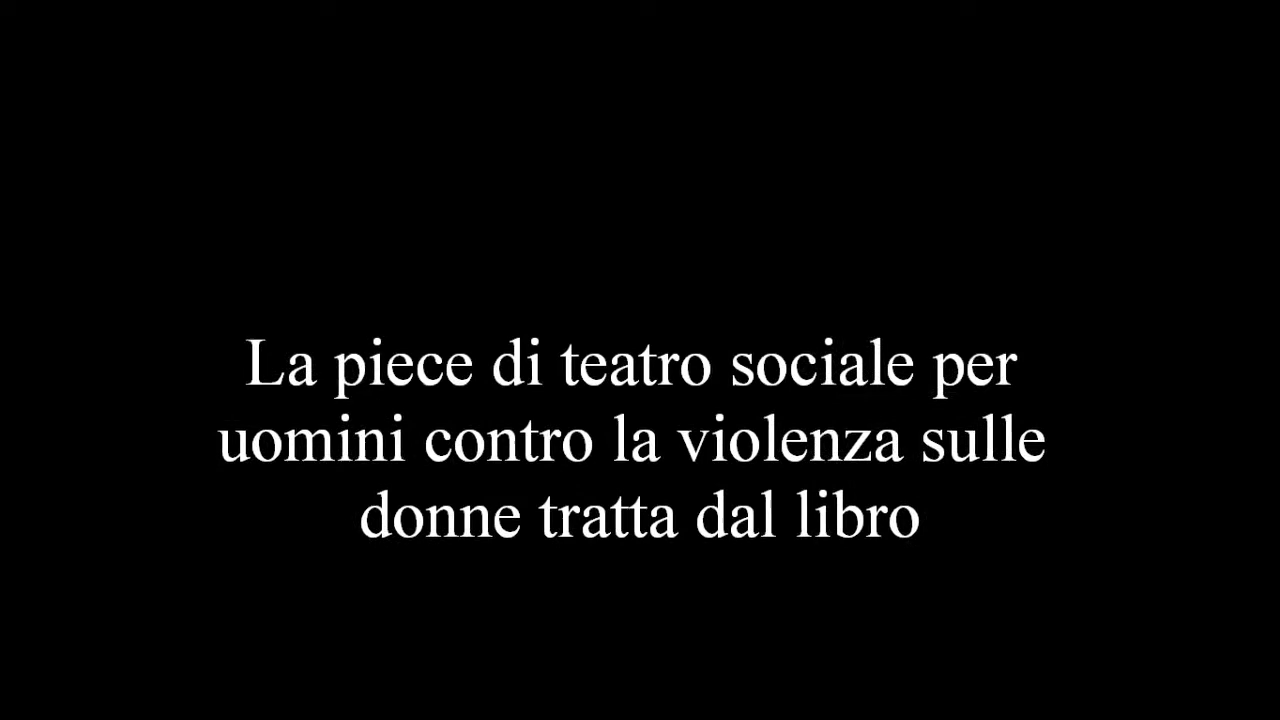 La piece di teatro sociale per
uomini contro la violenza sulle
donne tratta dal libro